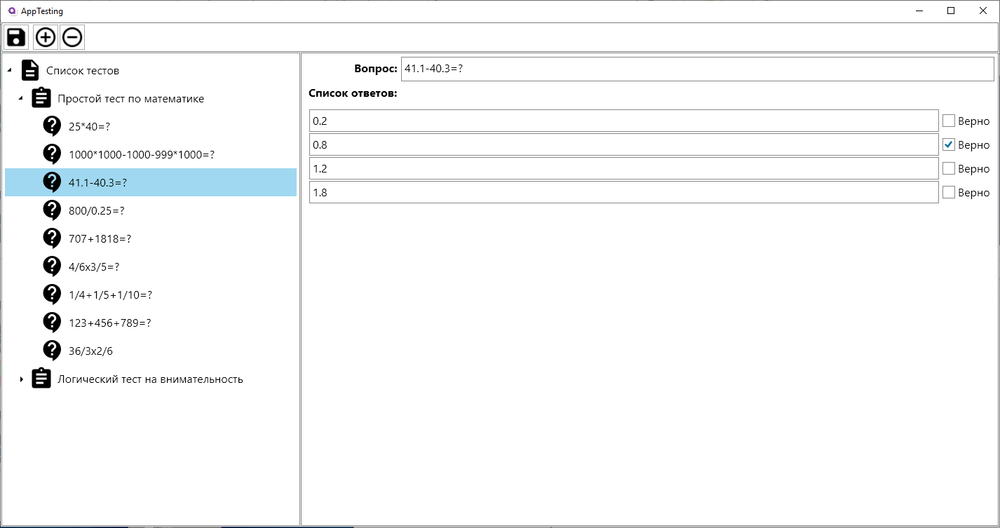 AppTesting
Список тестов
Простой тест по математике
25*40=?
1000*1000-1000-999*1000=?
41.1-40.3=?
800/0.25=?
707+1818=?
4/6x3/5=?
1/4+1/5+1/10=?
123+456+789=?
36/3x2/6
Логический тест на внимательность
Вопрос: 41.1-40.3=?
Список ответов:
0.2 Верно
0.8 Верно
1.2 Верно
1.8 Верно